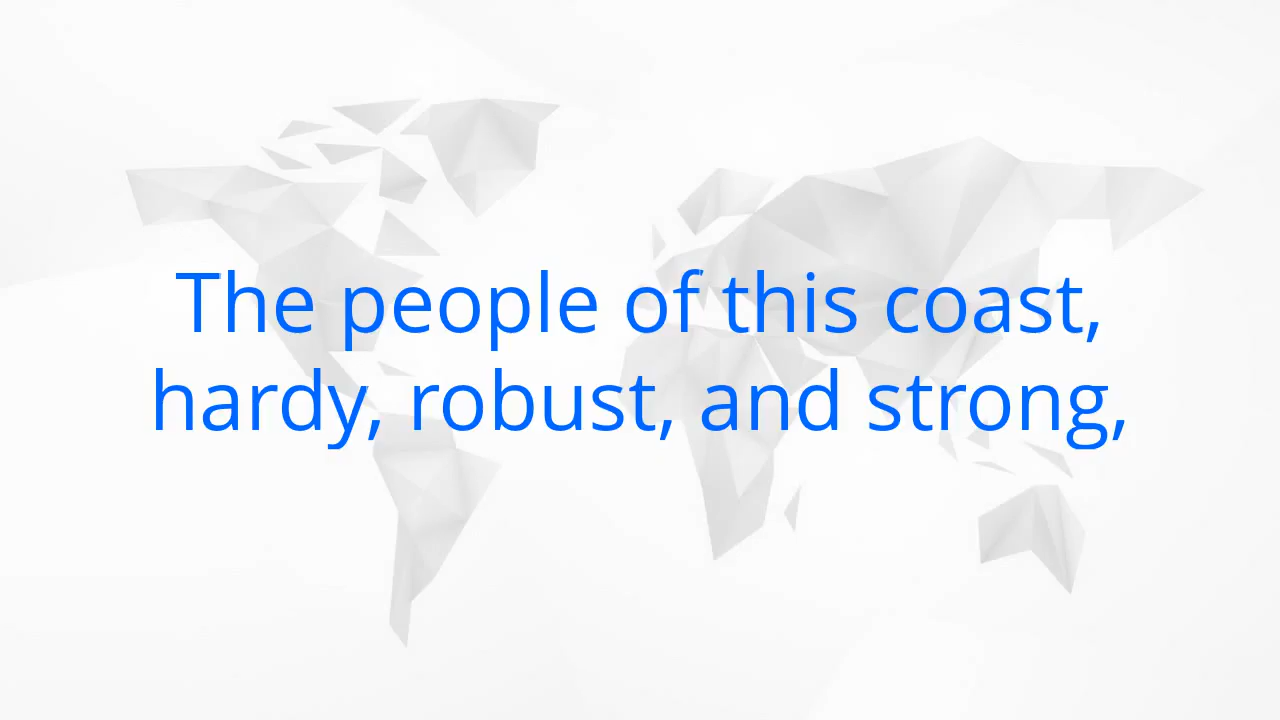 The people of this coast,
hardy, robust, and strong,